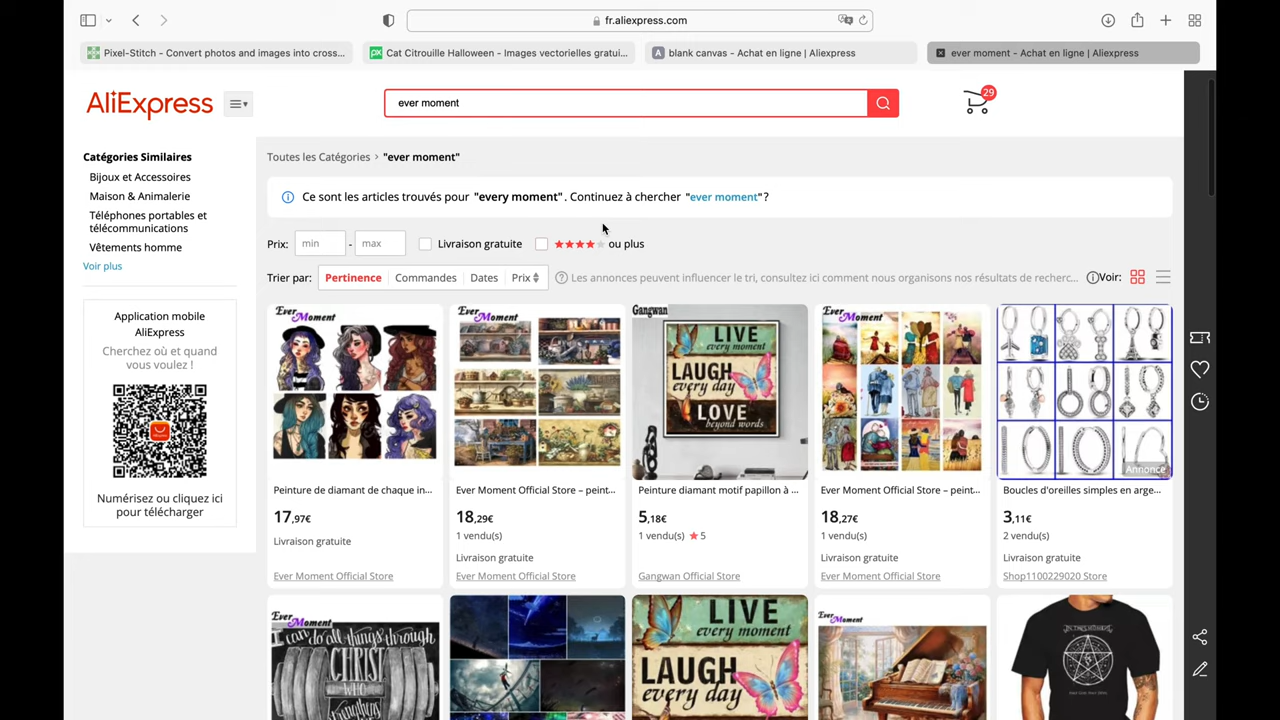 fr.aliexpress.com
Pixel-Stitch - Convert photos and images into cross...
Cat Citrouille Halloween - Images vectorielles gratui...
blank canvas - Achat en ligne | Aliexpress
ever moment - Achat en ligne | Aliexpress
AliExpress
ever moment
29
Catégories Similaires
Bijoux et Accessoires
Maison & Animalerie
Téléphones portables et
télécommunications
Vêtements homme
Voir plus
Application mobile
AliExpress
Cherchez où et quand
vous voulez !
Numérisez ou cliquez ici
pour télécharger
Toutes les Catégories > "ever moment"
Ce sont les articles trouvés pour "every moment". Continuez à chercher "ever moment"?
Prix: min - max Livraison gratuite ou plus
Trier par: Pertinence Commandes Dates Prix Les annonces peuvent influencer le tri, consultez ici comment nous organisons nos résultats de recherc... Voir:
Ever Moment
Peinture de diamant de chaque in...
17,97€
Livraison gratuite
Ever Moment Official Store
Ever Moment
Ever Moment Official Store – peint...
18,29€
1 vendu(s)
Livraison gratuite
Ever Moment Official Store
Gangwan
LIVE
every moment
LAUGH
every day
LOVE
beyond words
Peinture diamant motif papillon à ...
5,18€
1 vendu(s) 5
Livraison gratuite
Gangwan Official Store
Ever Moment
Ever Moment Official Store – peint...
18,27€
1 vendu(s)
Livraison gratuite
Ever Moment Official Store
Annonce
Boucles d'oreilles simples en arge...
3,11€
2 vendu(s)
Livraison gratuite
Shop1100229020 Store
Ever Moment
I can do all things through
CHRIST
WHO
LIVE
every moment
LAUGH
every day
Ever Moment